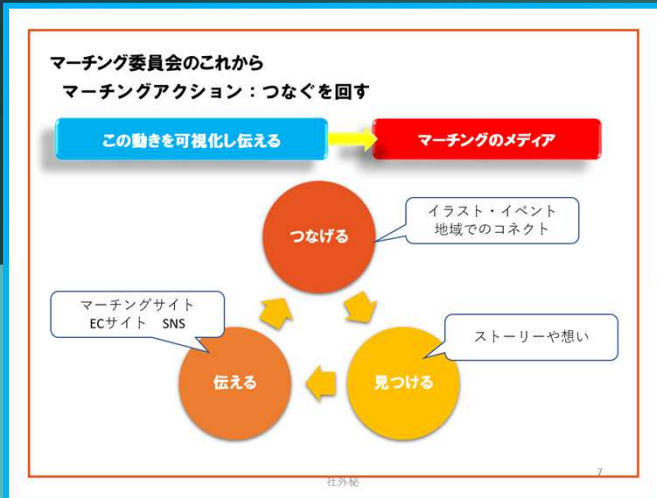 マーチング委員会のこれから
マーチングアクション：つなぐを回す
この動きを可視化し伝える
マーチングのメディア
つなげる
イラスト・イベント
地域でのコネクト
マーチングサイト
ECサイト　SNS
ストーリーや想い
伝える
見つける
7
社外秘